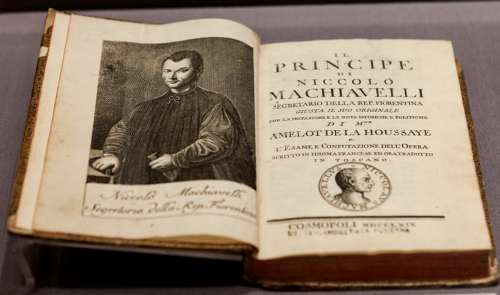 Niccolò Machiavelli
Segretario della Rep. Fiorentina
IL
PRINCIPE
DI
NICCOLÒ
MACHIAVELLI
SEGRETARIO DELLA REP. FIORENTINA
GIUSTA IL SUO ORIGINALE
CON LA PREFAZIONE E LE NOTE ISTORICHE E POLITICHE
DI Mʳ
AMELOT DE LA HOUSSAYE
E
L'ESAME E CONFUTAZIONE DELL'OPERA
SCRITTO IN IDIOMA FRANCESE ED ORA TRADOTTO
IN TOSCANO.
NICOLAVS MACHIAVELLVS
COSMOPOLI MDCCLXIX